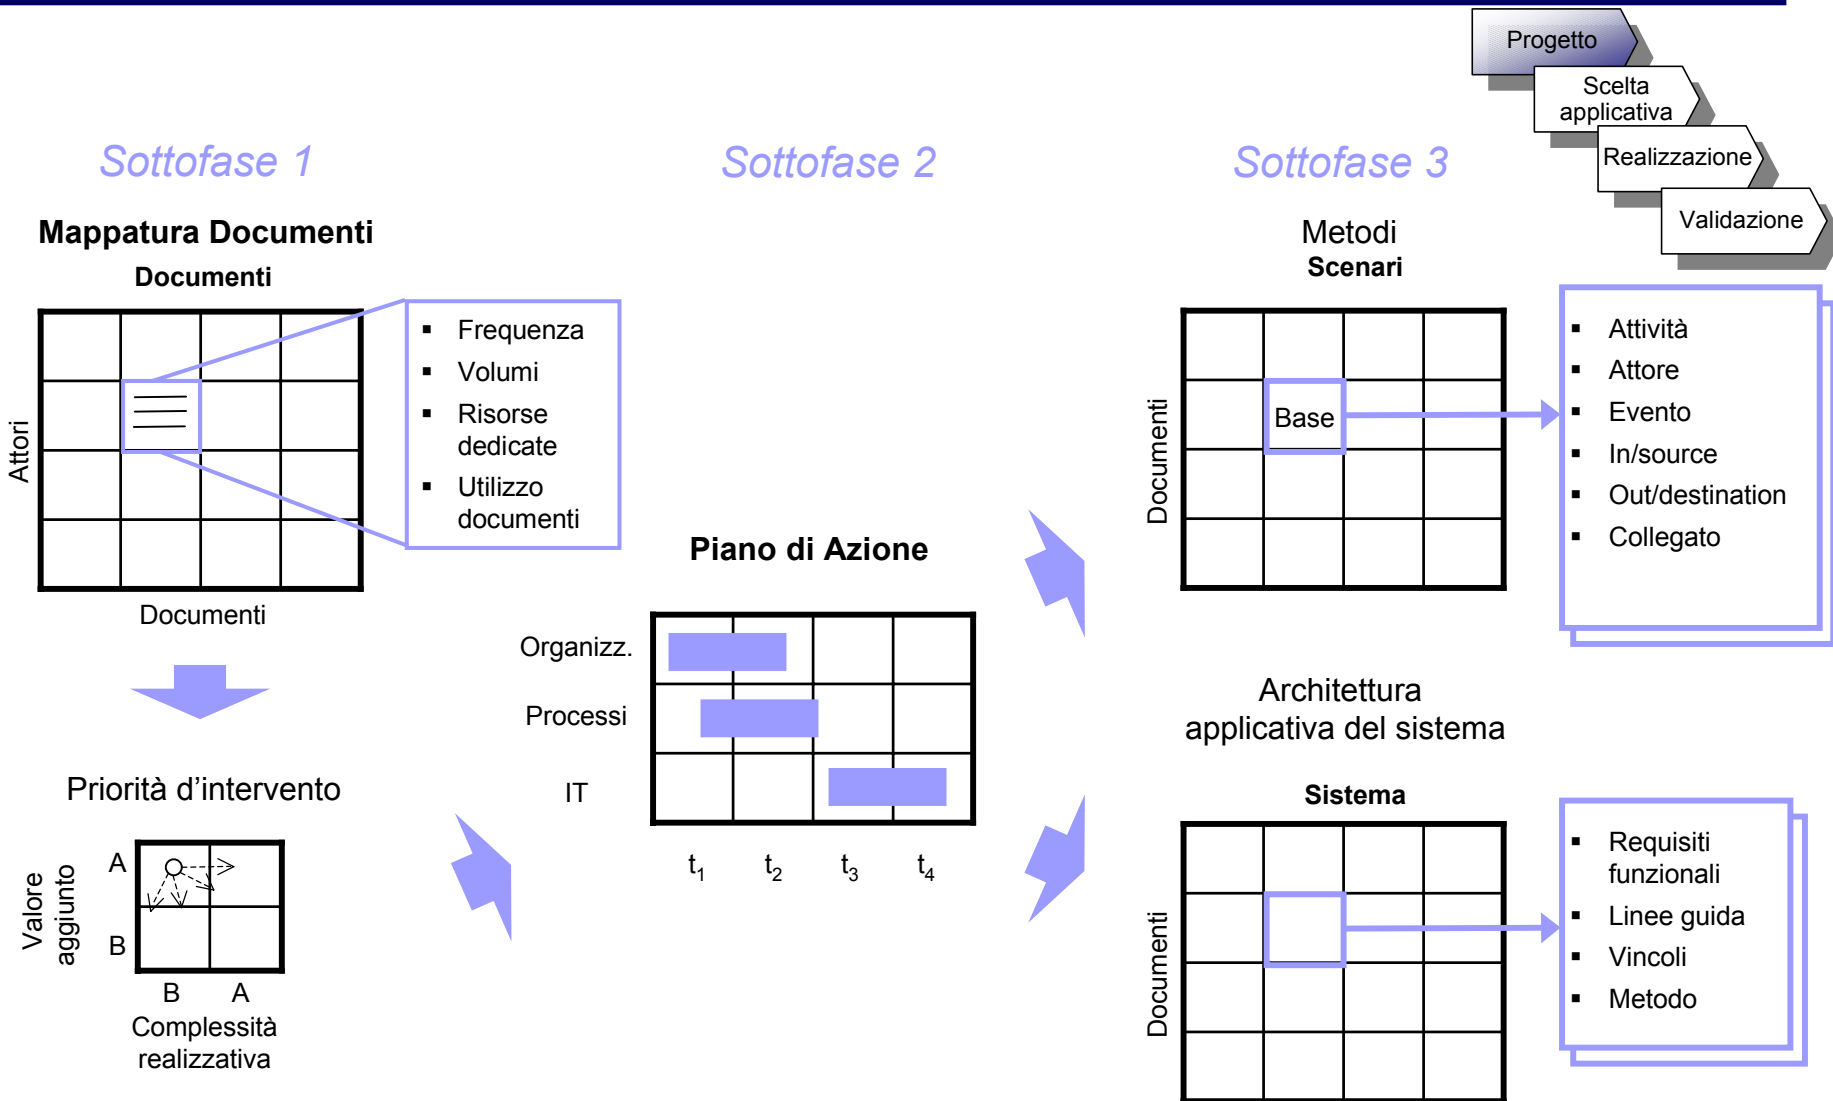 Progetto
Scelta
applicativa
Realizzazione
Validazione
Sottofase 1
Sottofase 2
Sottofase 3
Mappatura Documenti
Documenti
Attori
Documenti
▪ Frequenza
▪ Volumi
▪ Risorse
dedicate
▪ Utilizzo
documenti
Priorità d’intervento
Valore
aggiunto
A
B
B A
Complessità
realizzativa
Piano di Azione
Organizz.
Processi
IT
t1 t2 t3 t4
Metodi
Scenari
Documenti
Base
▪ Attività
▪ Attore
▪ Evento
▪ In/source
▪ Out/destination
▪ Collegato
Architettura
applicativa del sistema
Sistema
Documenti
▪ Requisiti
funzionali
▪ Linee guida
▪ Vincoli
▪ Metodo